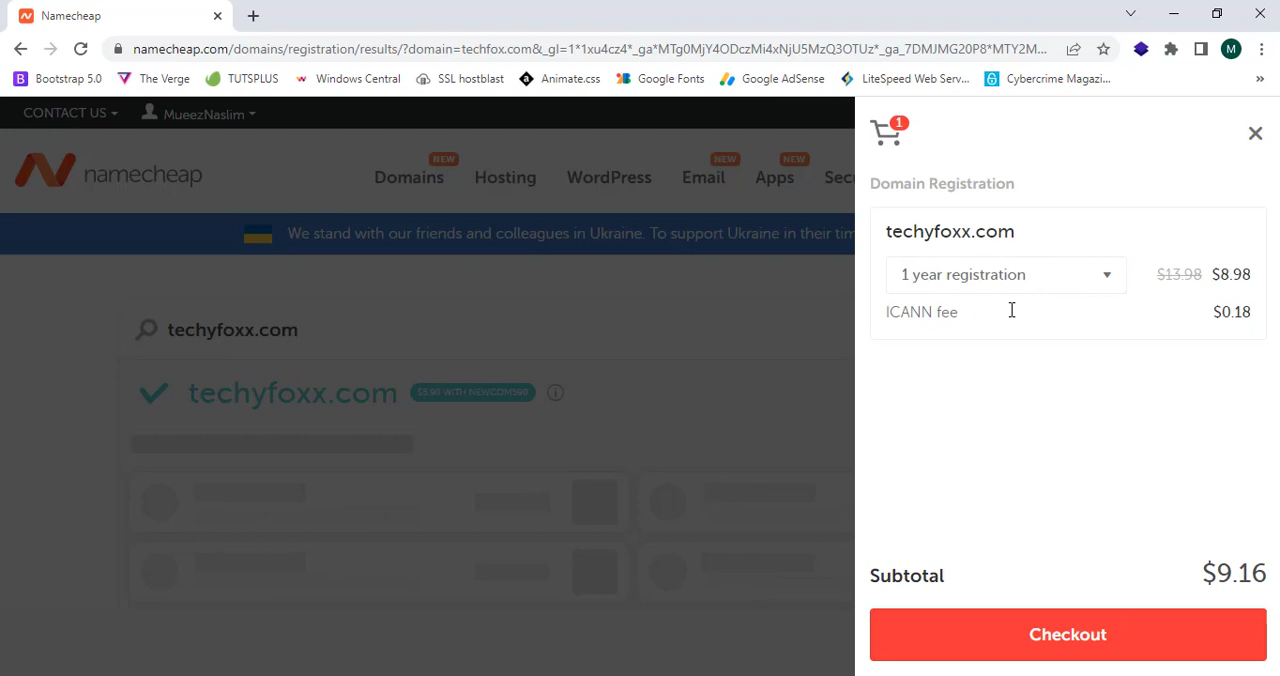 Namecheap
namecheap.com/domains/registration/results/?domain=techfox.com&_gl=1*1xu4cz4*_ga*MTg0MjY4ODczMi4xNjU5MzQ3OTUz*_ga_7DMJMG20P8*MTY2M...
M
Bootstrap 5.0
The Verge
TUTSPLUS
Windows Central
SSL hostblast
Animate.css
Google Fonts
Google AdSense
LiteSpeed Web Serv...
Cybercrime Magazi...
»
CONTACT US
MueezNaslim
namecheap
NEW
NEW
NEW
Domains
Hosting
WordPress
Email
Apps
Sec
We stand with our friends and colleagues in Ukraine. To support Ukraine in their tim
techyfoxx.com
techyfoxx.com
$5.98 WITH NEWCOM598
1
Domain Registration
techyfoxx.com
1 year registration
$13.98 $8.98
ICANN fee
$0.18
Subtotal
$9.16
Checkout